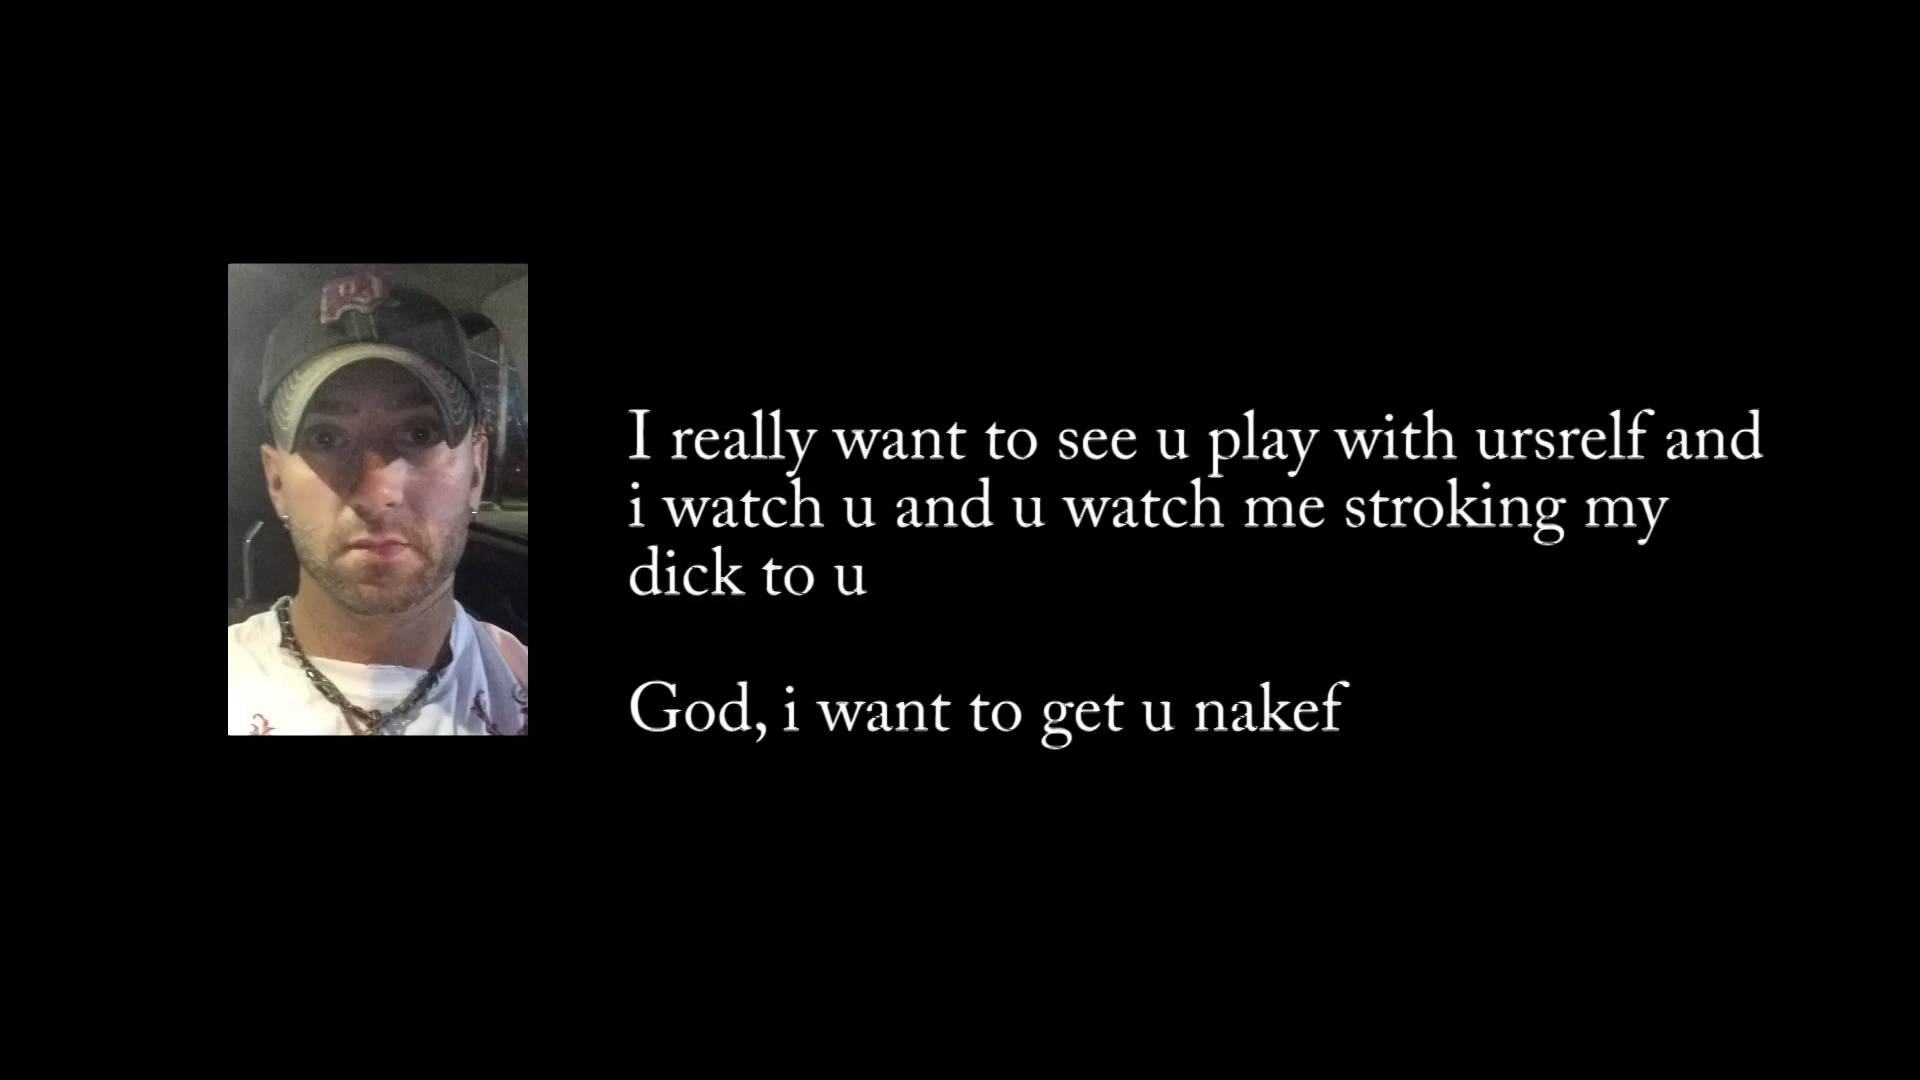 I really want to see u play with ursrelf and
i watch u and u watch me stroking my
dick to u
God, i want to get u nakef